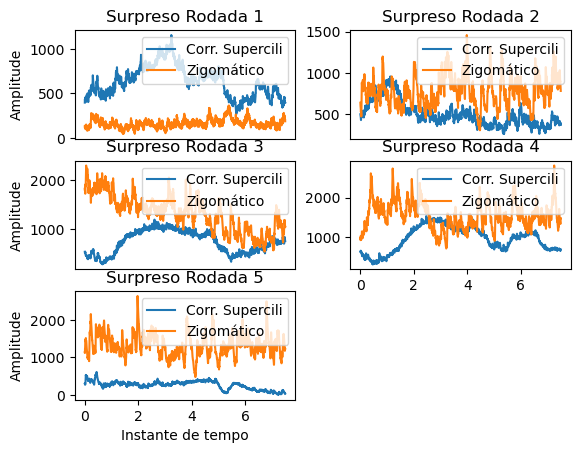 Surpreso Rodada 1
Amplitude
1000
500
0
Corr. Supercili
Zigomático
Surpreso Rodada 2
1500
1000
500
Corr. Supercili
Zigomático
Surpreso Rodada 3
Amplitude
2000
1000
Corr. Supercili
Zigomático
Surpreso Rodada 4
2000
1000
Corr. Supercili
Zigomático
0 2 4 6
Surpreso Rodada 5
Amplitude
2000
1000
0
Corr. Supercili
Zigomático
0 2 4 6
Instante de tempo